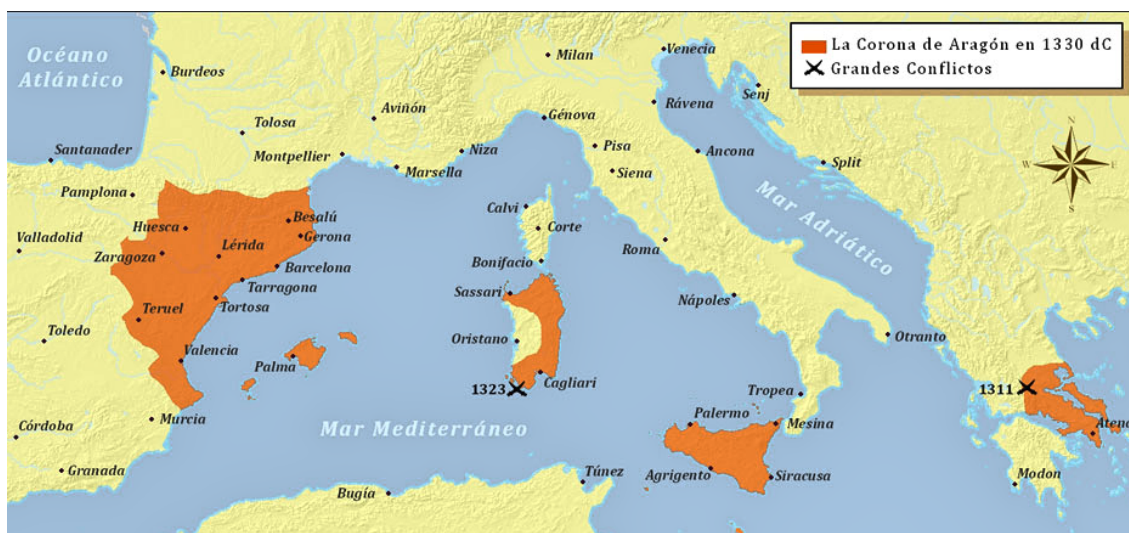 La Corona de Aragón en 1330 dC
Grandes Conflictos
Océano
Atlántico
Burdeos
Milan
Venecia
Senj
Rávena
Aviñón
Génova
Tolosa
N
W
E
S
Santanader
Montpellier
Niza
Pisa
Ancona
Split
Marsella
Siena
Pamplona
Besalú
Calvi
Mar Adriático
Huesca
Gerona
Corte
Valladolid
Lérida
Roma
Zaragoza
Barcelona
Bonifacio
Tarragona
Sassari
Teruel
Tortosa
Nápoles
Toledo
Oristano
Otranto
Valencia
Palma
1323
Cagliari
1311
Tropea
Murcia
Mar Mediterráneo
Palermo
Mesina
Aten
Córdoba
Granada
Túnez
Agrigento
Siracusa
Modon
Bugía